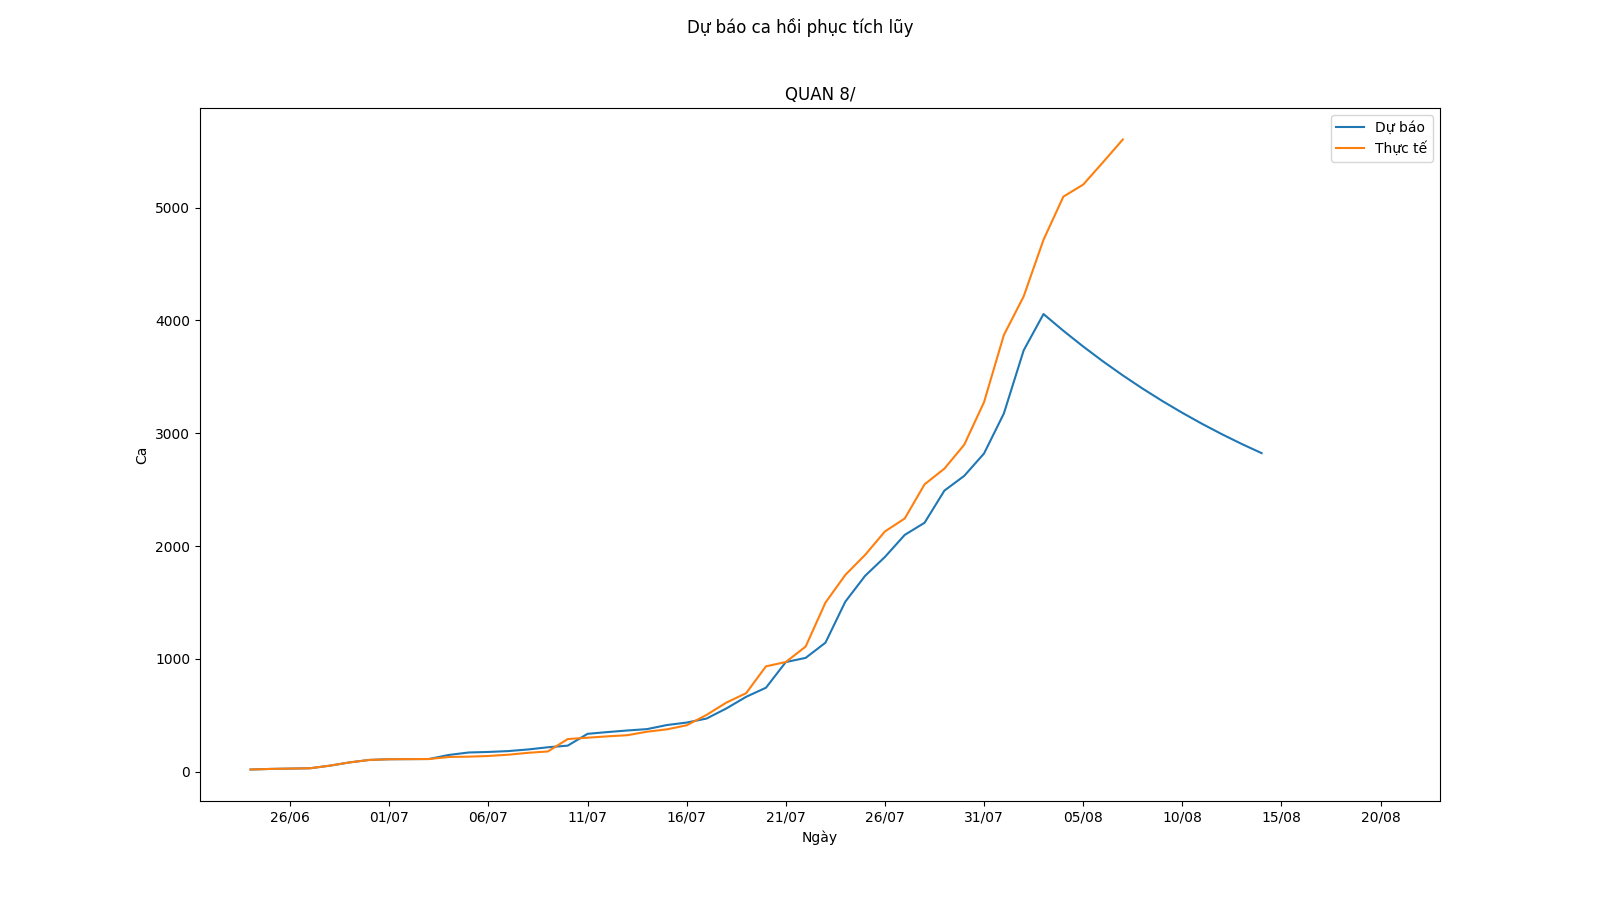 Dự báo ca hồi phục tích lũy
QUAN 8/
Dự báo
Thực tế
5000
4000
3000
2000
1000
0
Ca
26/06 01/07 06/07 11/07 16/07 21/07 26/07 31/07 05/08 10/08 15/08 20/08
Ngày